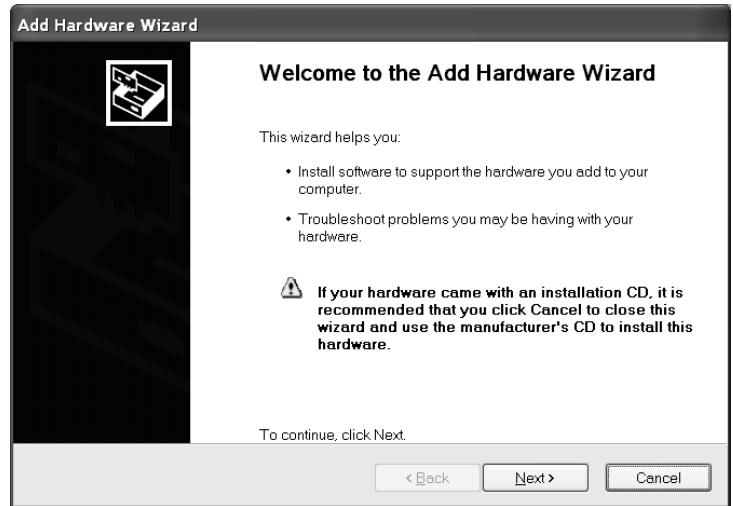 Add Hardware Wizard
Welcome to the Add Hardware Wizard
This wizard helps you:
• Install software to support the hardware you add to your
computer.
• Troubleshoot problems you may be having with your
hardware.
If your hardware came with an installation CD, it is
recommended that you click Cancel to close this
wizard and use the manufacturer's CD to install this
hardware.
To continue, click Next.
< Back Next > Cancel